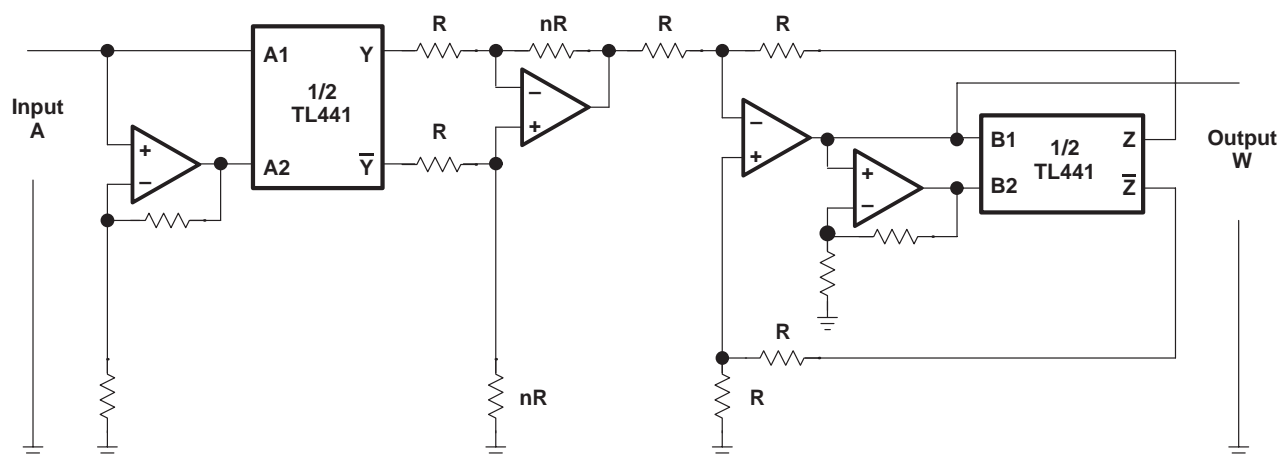 R
nR
R
R
A1
Y
1/2
TL441
A2
Y̅
Input
A
+
−
R
−
+
nR
−
+
+
−
B1
Z
1/2
TL441
B2
Z̅
Output
W
R
R